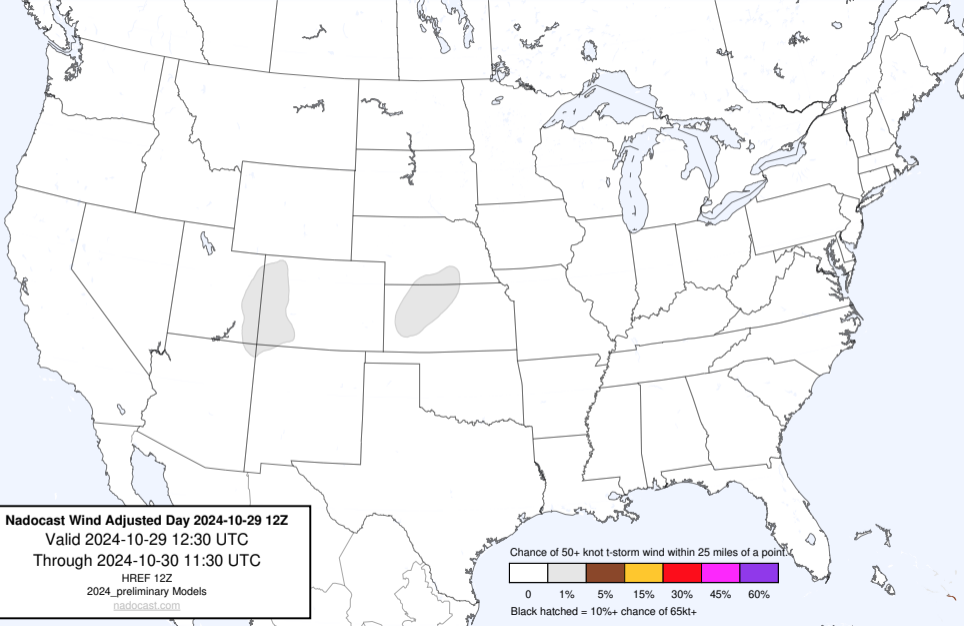 Nadocast Wind Adjusted Day 2024-10-29 12Z
Valid 2024-10-29 12:30 UTC
Through 2024-10-30 11:30 UTC
HREF 12Z
2024_preliminary Models
nadocast.com
Chance of 50+ knot t-storm wind within 25 miles of a point.
0 1% 5% 15% 30% 45% 60%
Black hatched = 10%+ chance of 65kt+